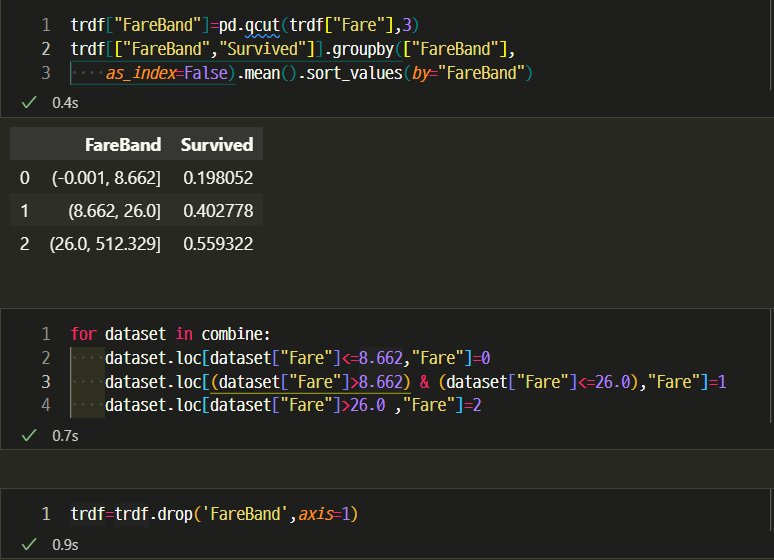 1 trdf["FareBand"]=pd.qcut(trdf["Fare"],3)
2 trdf[["FareBand","Survived"]].groupby(["FareBand"],
3 ····as_index=False).mean().sort_values(by="FareBand")
✓ 0.4s
FareBand Survived
0 (-0.001, 8.662] 0.198052
1 (8.662, 26.0] 0.402778
2 (26.0, 512.329] 0.559322
1 for dataset in combine:
2 ····dataset.loc[dataset["Fare"]<=8.662,"Fare"]=0
3 ····dataset.loc[(dataset["Fare"]>8.662) & (dataset["Fare"]<=26.0),"Fare"]=1
4 ····dataset.loc[dataset["Fare"]>26.0 ,"Fare"]=2
✓ 0.7s
1 trdf=trdf.drop('FareBand',axis=1)
✓ 0.9s